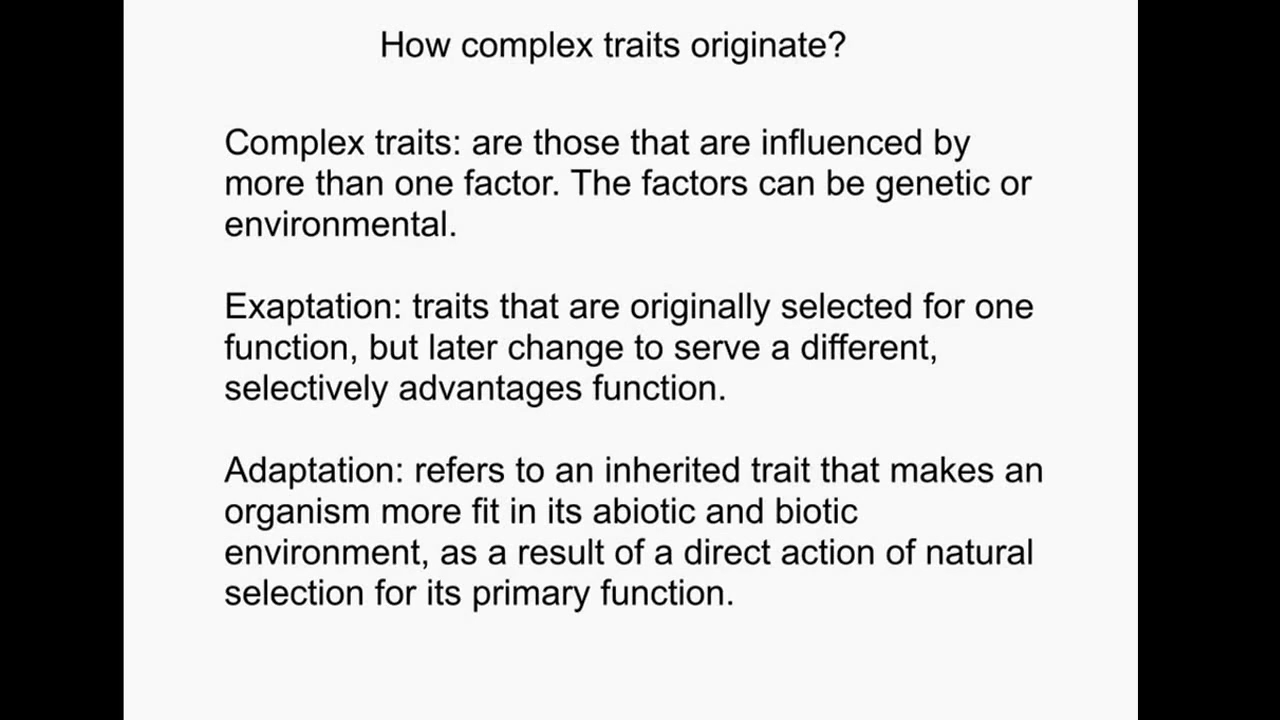 How complex traits originate?
Complex traits: are those that are influenced by
more than one factor. The factors can be genetic or
environmental.
Exaptation: traits that are originally selected for one
function, but later change to serve a different,
selectively advantages function.
Adaptation: refers to an inherited trait that makes an
organism more fit in its abiotic and biotic
environment, as a result of a direct action of natural
selection for its primary function.